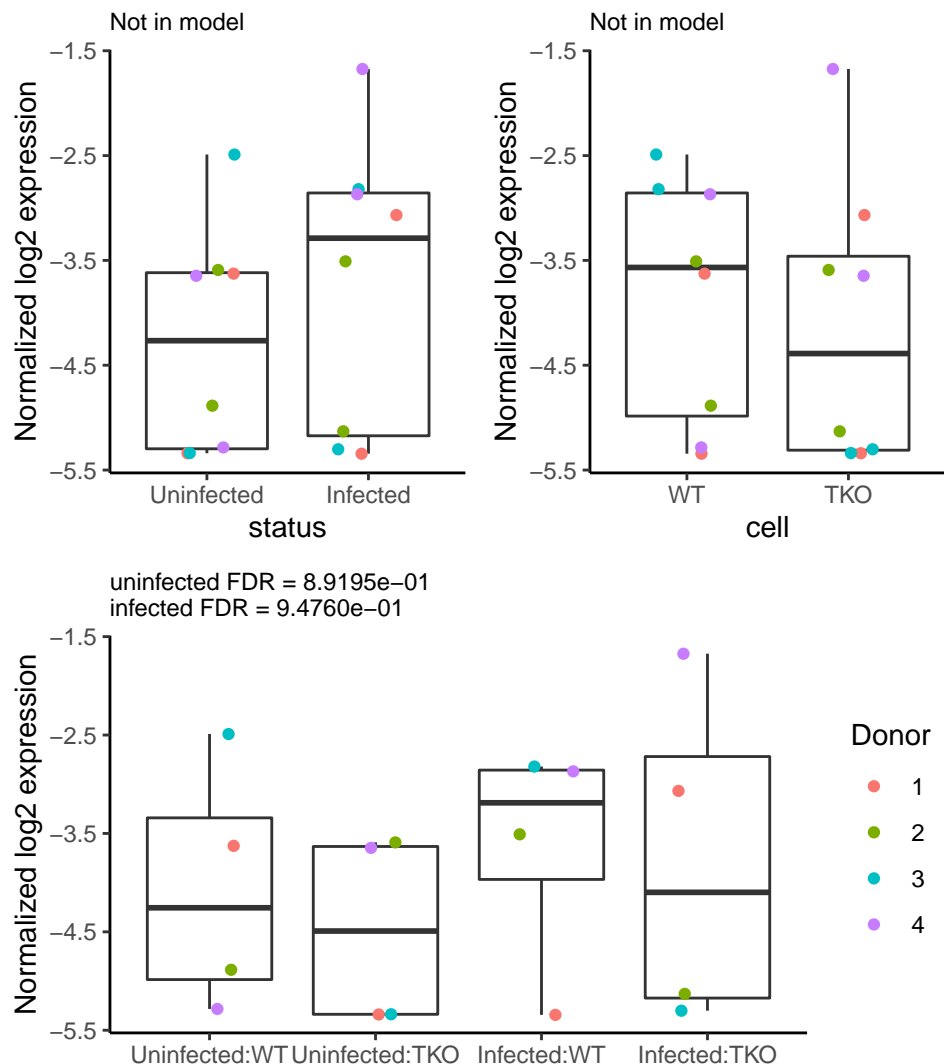 Not in model
Normalized log2 expression
−1.5
−2.5
−3.5
−4.5
−5.5
Uninfected
Infected
status
Not in model
Normalized log2 expression
−1.5
−2.5
−3.5
−4.5
−5.5
WT
TKO
cell
uninfected FDR = 8.9195e−01
infected FDR = 9.4760e−01
Normalized log2 expression
−1.5
−2.5
−3.5
−4.5
−5.5
Uninfected:WT
Uninfected:TKO
Infected:WT
Infected:TKO
Donor
1
2
3
4